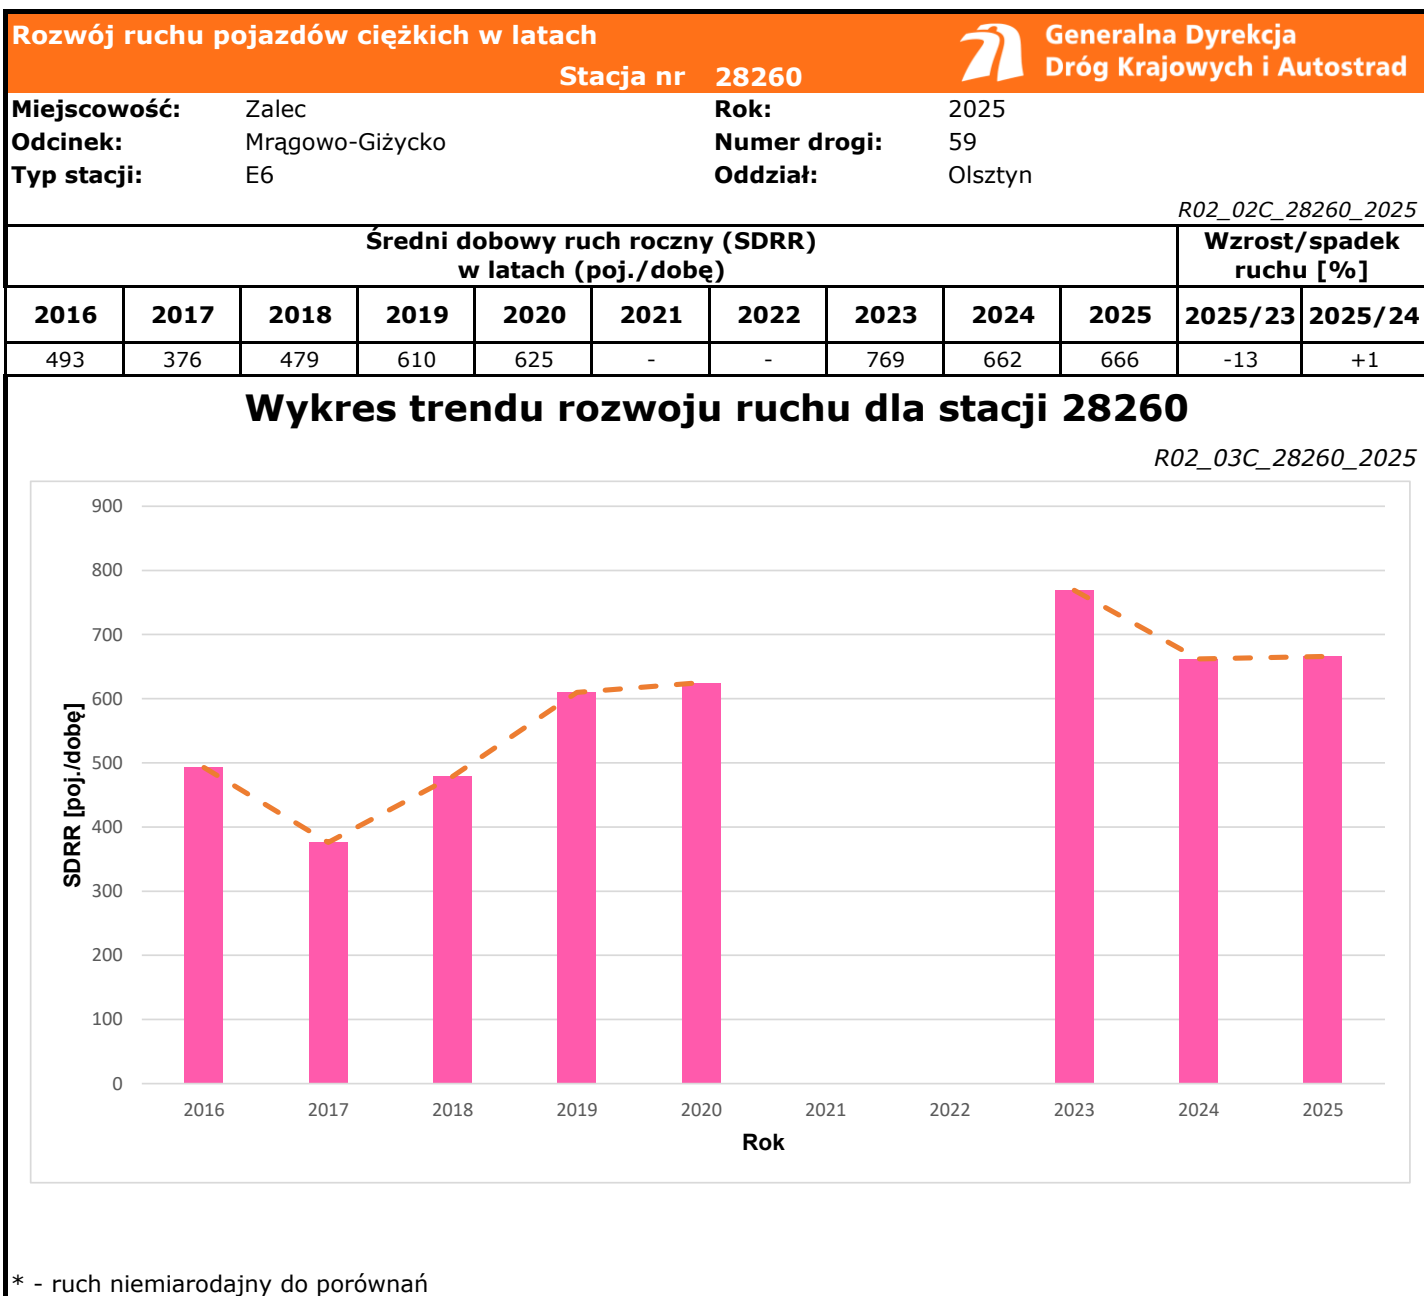 Rozwój ruchu pojazdów ciężkich w latach
Stacja nr 28260
Generalna Dyrekcja
Dróg Krajowych i Autostrad
Miejscowość: Zalec Rok: 2025
Odcinek: Mrągowo-Giżycko Numer drogi: 59
Typ stacji: E6 Oddział: Olsztyn
R02_02C_28260_2025
Średni dobowy ruch roczny (SDRR)
w latach (poj./dobę)
Wzrost/spadek
ruchu [%]
2016 2017 2018 2019 2020 2021 2022 2023 2024 2025 2025/23 2025/24
493 376 479 610 625 - - 769 662 666 -13 +1
Wykres trendu rozwoju ruchu dla stacji 28260
R02_03C_28260_2025
SDRR [poj./dobę]
900
800
700
600
500
400
300
200
100
0
2016 2017 2018 2019 2020 2021 2022 2023 2024 2025
Rok
* - ruch niemiarodajny do porównań